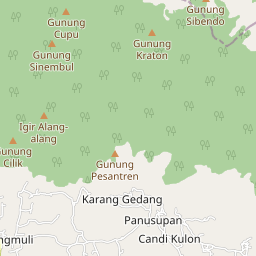 Gunung
Cupu
Gunung
Sibendo
Gunung
Kraton
Gunung
Sinembul
Igir Alang-
alang
Gunung
Cilik
Gunung
Pesantren
Karang Gedang
Panusupan
Candi Kulon
ngmuli